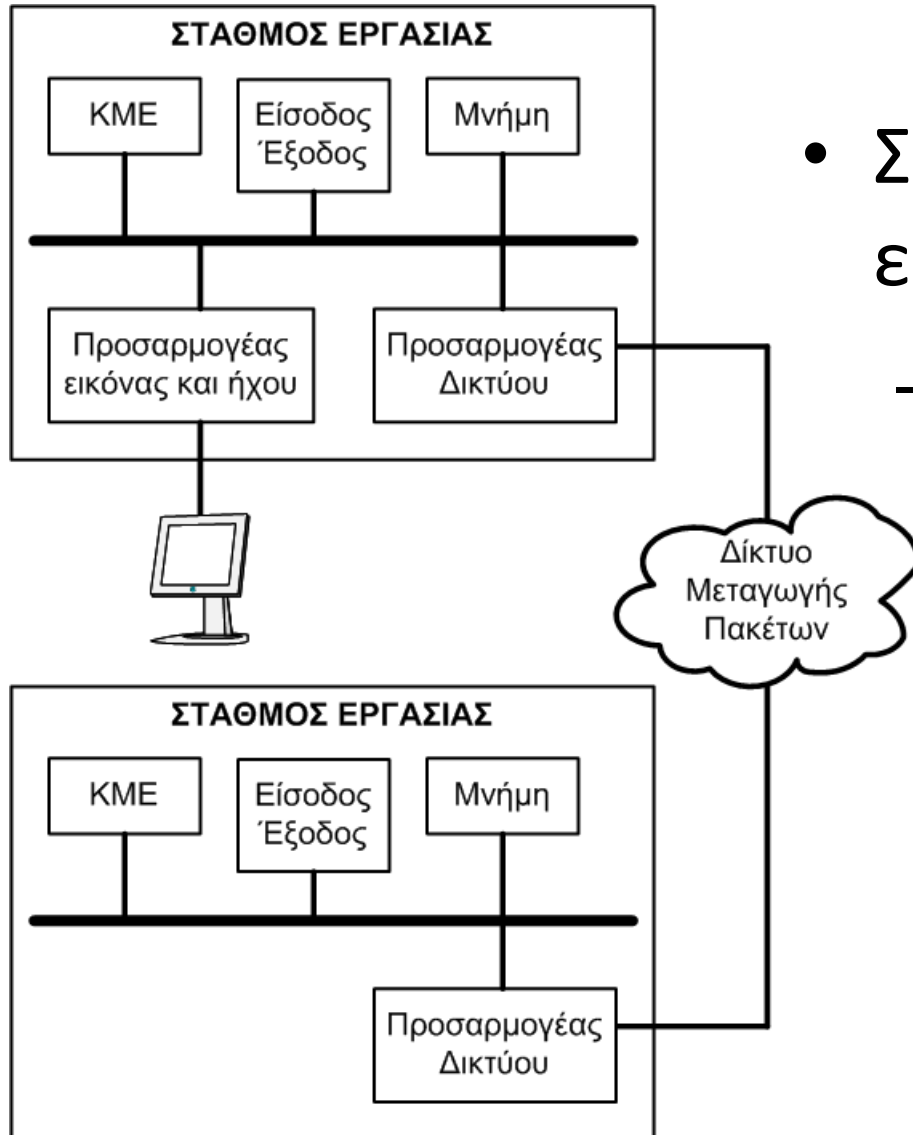 ΣΤΑΘΜΟΣ ΕΡΓΑΣΙΑΣ
ΚΜΕ
Είσοδος
Έξοδος
Μνήμη
Προσαρμογέας
εικόνας και ήχου
Προσαρμογέας
Δικτύου
• Σ
ε
–
Δίκτυο
Μεταγωγής
Πακέτων
ΣΤΑΘΜΟΣ ΕΡΓΑΣΙΑΣ
ΚΜΕ
Είσοδος
Έξοδος
Μνήμη
Προσαρμογέας
Δικτύου